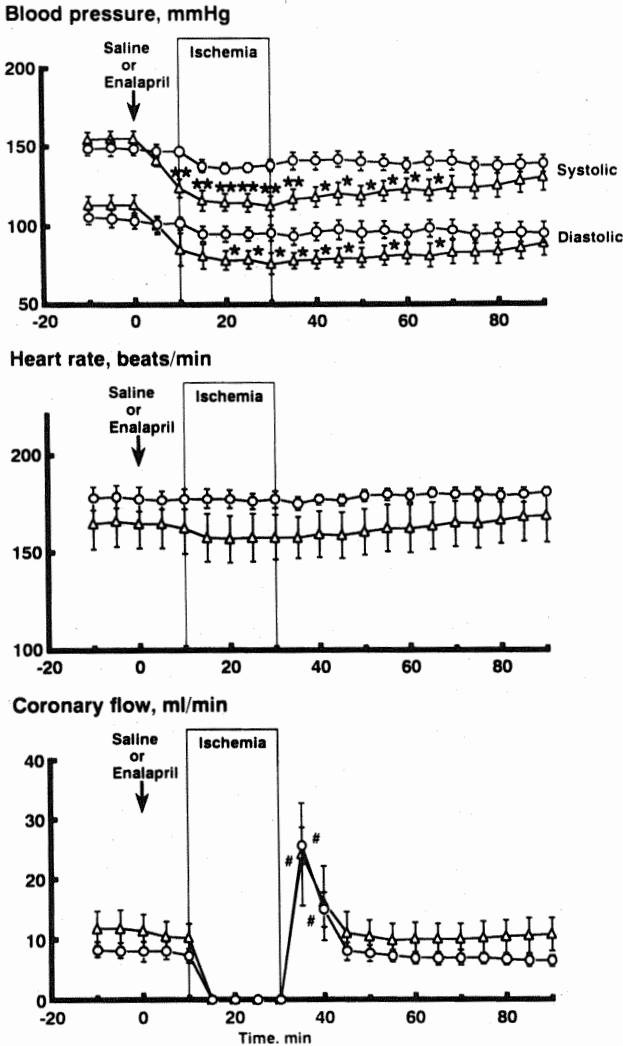 Blood pressure, mmHg
Saline
or
Enalapril
Ischemia
200
150
100
50
** ** **** ** ** * * * * * *
Systolic
* * * * * * * *
Diastolic
-20 0 20 40 60 80
Heart rate, beats/min
Saline
or
Enalapril
Ischemia
200
150
100
-20 0 20 40 60 80
Coronary flow, ml/min
Saline
or
Enalapril
Ischemia
40
30
20
10
0
#
#
#
-20 0 20 40 60 80
Time, min